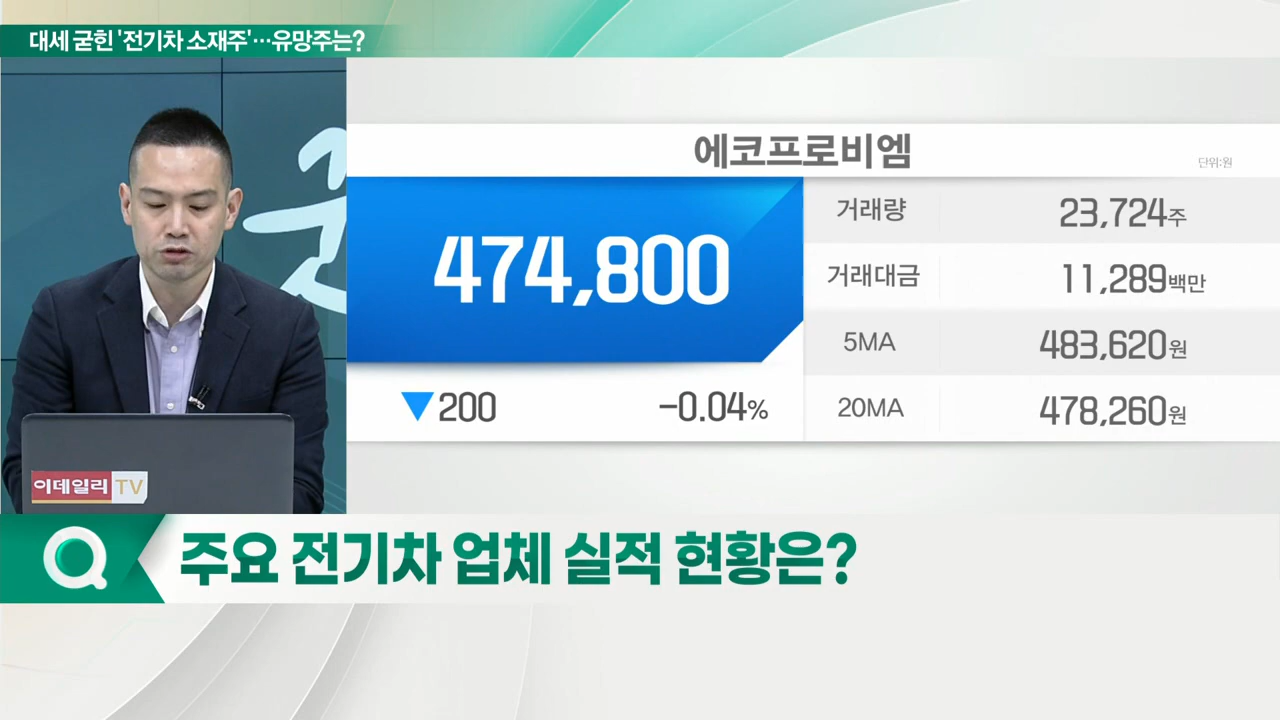 대세 굳힌 '전기차 소재주'…유망주는?
에코프로비엠
단위:원
474,800
▼200 -0.04%
거래량 23,724주
거래대금 11,289백만
5MA 483,620원
20MA 478,260원
이데일리 TV
Q 주요 전기차 업체 실적 현황은?